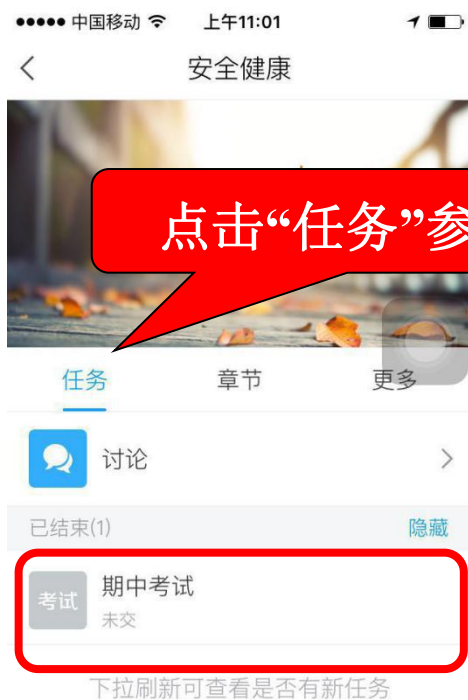 中国移动 上午11:01
安全健康
点击“任务”参
任务 章节 更多
讨论
已结束(1) 隐藏
考试 期中考试
未交
下拉刷新可查看是否有新任务